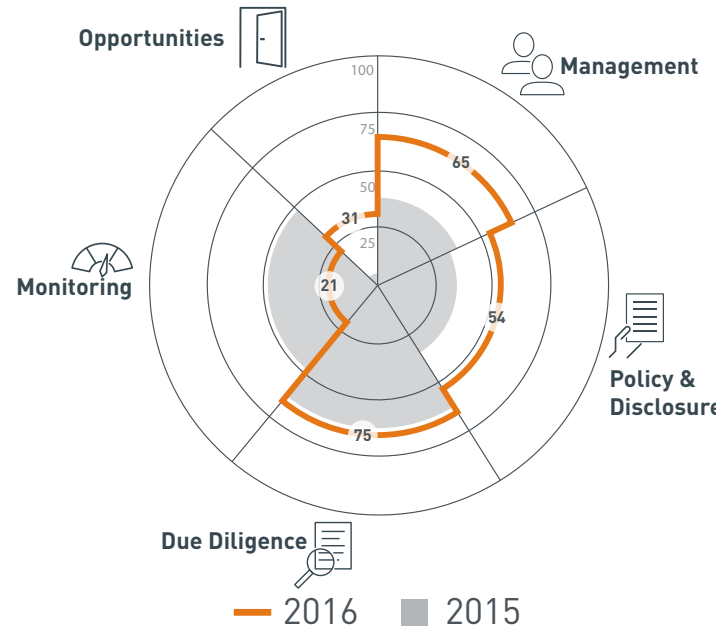 Opportunities
Management
100
75
50
25
65
31
54
21
75
Monitoring
Policy &
Disclosure
Due Diligence
2016
2015